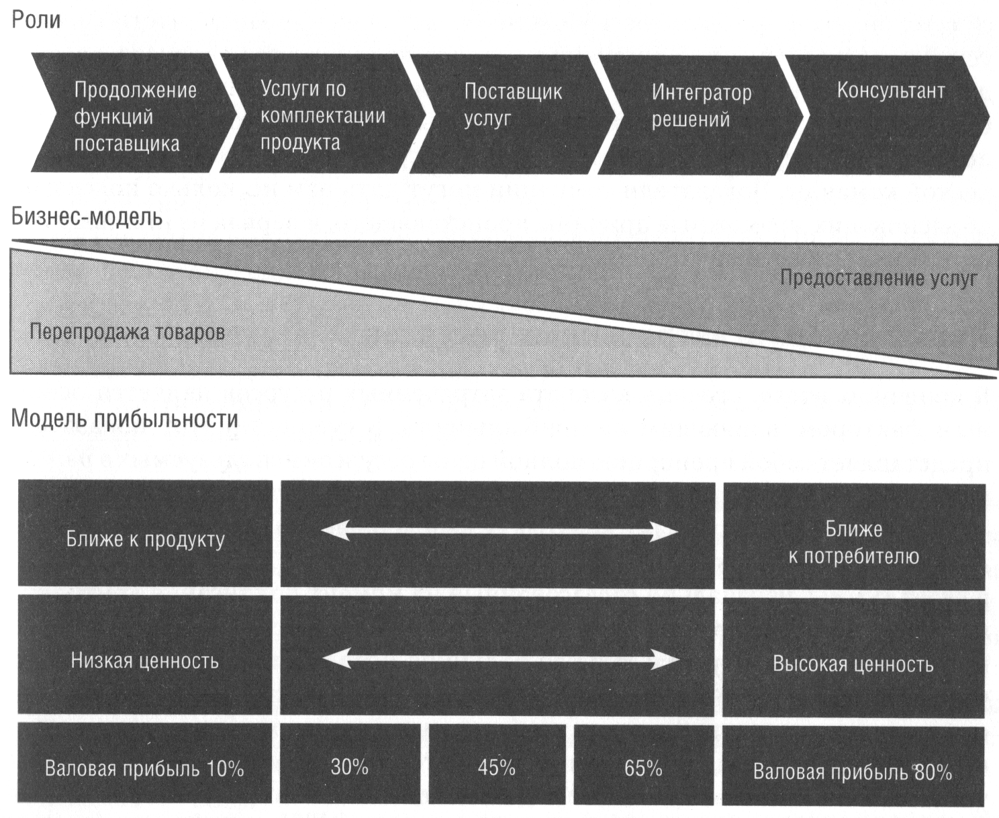 Роли
Продолжение
функций
поставщика
Услуги по
комплектации
продукта
Поставщик
услуг
Интегратор
решений
Консультант
Бизнес-модель
Предоставление услуг
Перепродажа товаров
Модель прибыльности
Ближе к продукту
Ближе
к потребителю
Низкая ценность
Высокая ценность
Валовая прибыль 10%
30%
45%
65%
Валовая прибыль 80%